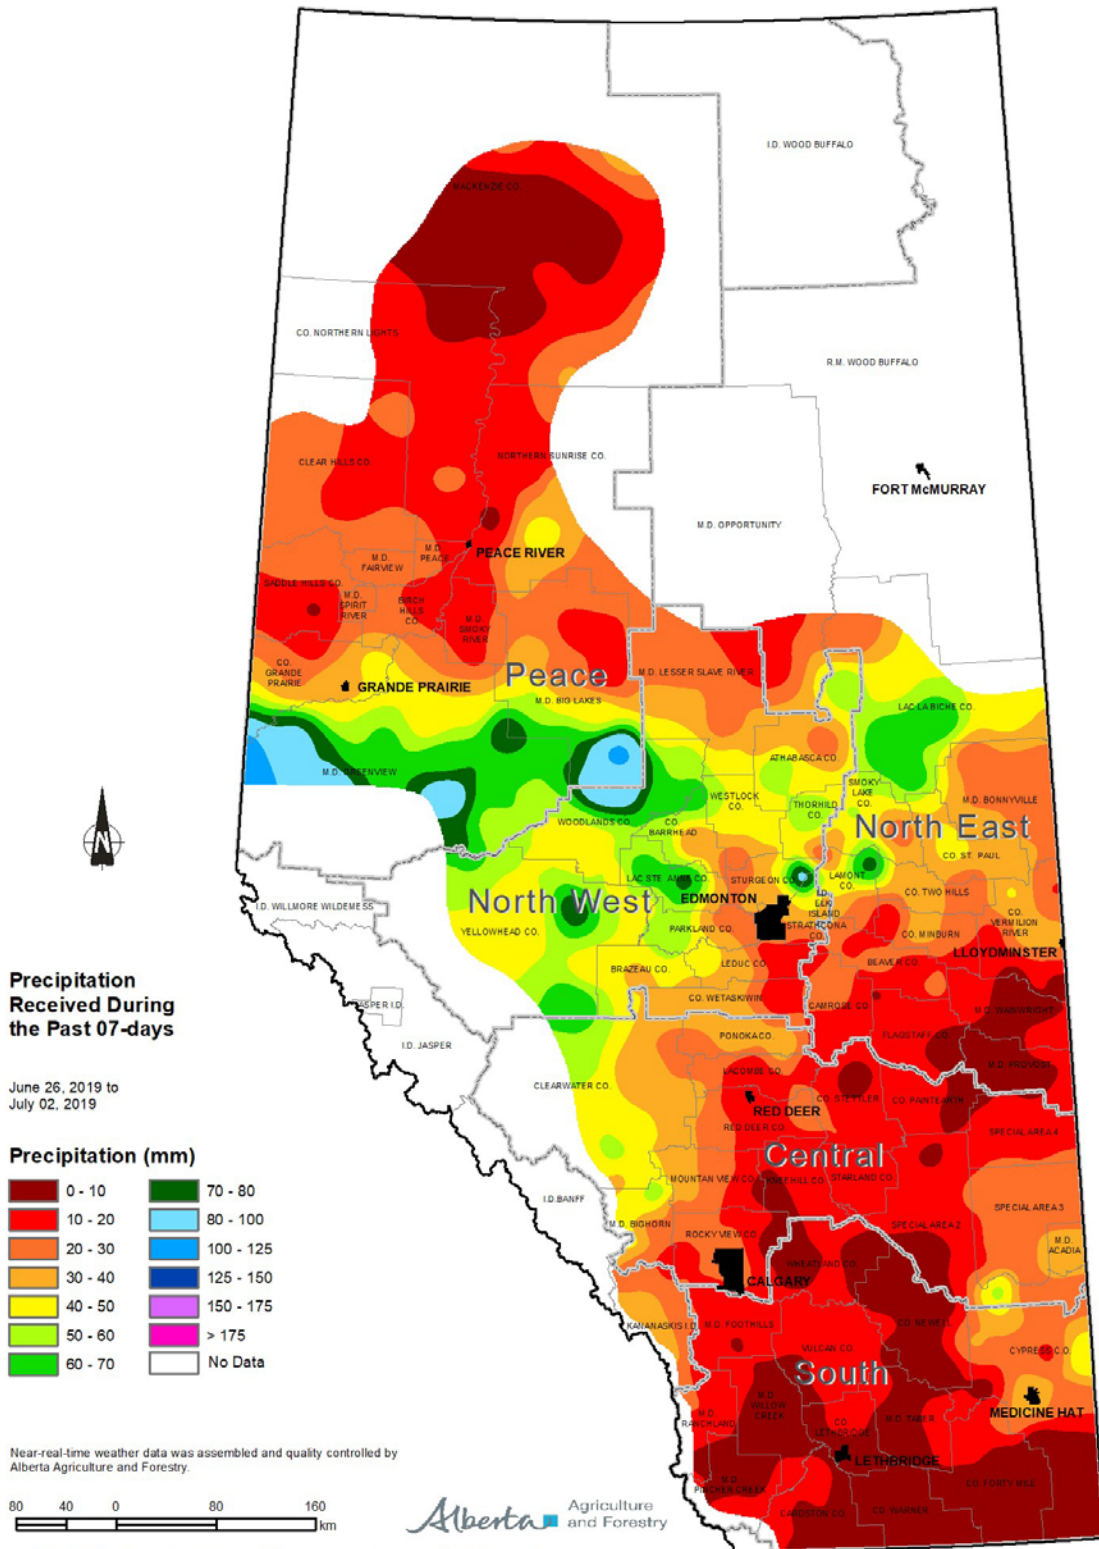 I.D. WOOD BUFFALO
MACKENZIE CO.
CO. NORTHERN LIGHTS
R.M. WOOD BUFFALO
CLEAR HILLS CO.
NORTHERN SUNRISE CO.
FORT McMURRAY
M.D. OPPORTUNITY
M.D.
PEACE
PEACE RIVER
M.D.
FAIRVIEW
SADDLE HILLS CO.
M.D.
SPIRIT
RIVER
BIRCH
HILLS
CO.
M.D.
SMOKY
RIVER
CO.
GRANDE
PRAIRIE
GRANDE PRAIRIE
Peace
M.D. LESSER SLAVE RIVER
M.D. BIG LAKES
LAC LA BICHE CO.
M.D. GREENVIEW
ATHABASCA CO.
WESTLOCK
CO.
THORHILD
CO.
SMOKY
LAKE
CO.
M.D. BONNYVILLE
WOODLANDS CO.
CO.
BARRHEAD
North East
CO. ST. PAUL
LAC STE. ANNE CO.
STURGEON CO.
LAMONT
CO.
CO. TWO HILLS
North West
EDMONTON
I.D.
ELK
ISLAND
I.D. WILLMORE WILDERNESS
YELLOWHEAD CO.
PARKLAND CO.
STRATHCONA
CO.
CO. MINBURN
CO.
VERMILION
RIVER
LLOYDMINSTER
BRAZEAU CO.
LEDUC CO.
BEAVER CO.
CO. WETASKIWIN
CAMROSE CO.
M.D. WAINWRIGHT
JASPER I.D.
I.D. JASPER
PONOKA CO.
FLAGSTAFF CO.
M.D. PROVOST
CLEARWATER CO.
LACOMBE CO.
CO. STETTLER
CO. PAINTEARTH
RED DEER
RED DEER CO.
SPECIAL AREA 4
Central
MOUNTAIN VIEW CO.
KNEEHILL CO.
STARLAND CO.
I.D. BANFF
SPECIAL AREA 3
M.D. BIGHORN
ROCKY VIEW CO.
SPECIAL AREA 2
M.D.
ACADIA
WHEATLAND CO.
CALGARY
KANANASKIS I.D.
M.D. FOOTHILLS
CO. NEWELL
VULCAN CO.
CYPRESS C.O.
South
M.D.
WILLOW
CREEK
M.D.
RANCHLAND
CO.
LETHBRIDGE
M.D. TABER
MEDICINE HAT
LETHBRIDGE
M.D.
PINCHER CREEK
CO. FORTY MILE
CARDSTON CO.
CO. WARNER
N
Precipitation
Received During
the Past 07-days
June 26, 2019 to
July 02, 2019
Precipitation (mm)
0 - 10
10 - 20
20 - 30
30 - 40
40 - 50
50 - 60
60 - 70
70 - 80
80 - 100
100 - 125
125 - 150
150 - 175
> 175
No Data
Near-real-time weather data was assembled and quality controlled by
Alberta Agriculture and Forestry.
80 40 0 80 160
km
Alberta
Agriculture
and Forestry